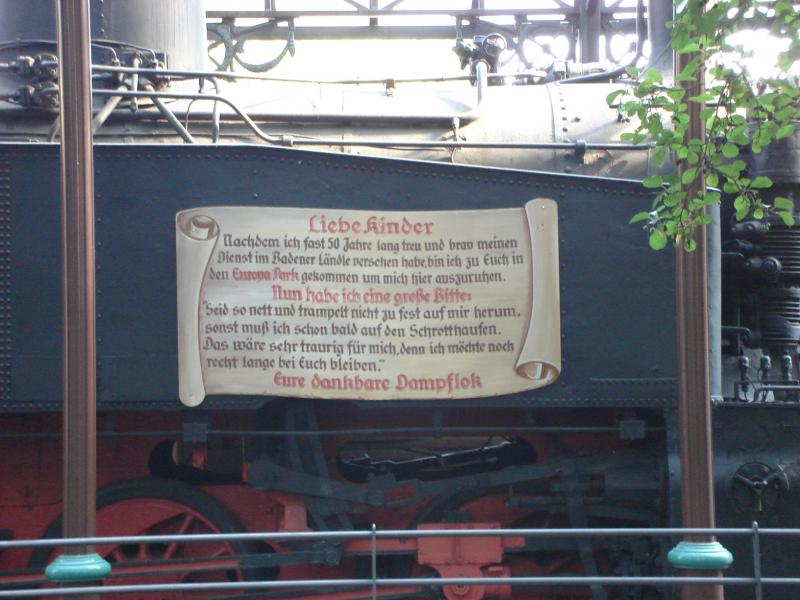 Liebe Kinder
Nachdem ich fast 50 Jahre lang treu und brav meinen
Dienst im Badener Ländle versehen habe, bin ich zu Euch in
den Europa Park gekommen um mich hier auszuruhen.
Nun habe ich eine große Bitte:
"Seid so nett und trampelt nicht zu fest auf mir herum,
sonst muß ich schon bald auf den Schrotthaufen.
Das wäre sehr traurig für mich, denn ich möchte noch
recht lange bei Euch bleiben."
Eure dankbare Dampflok